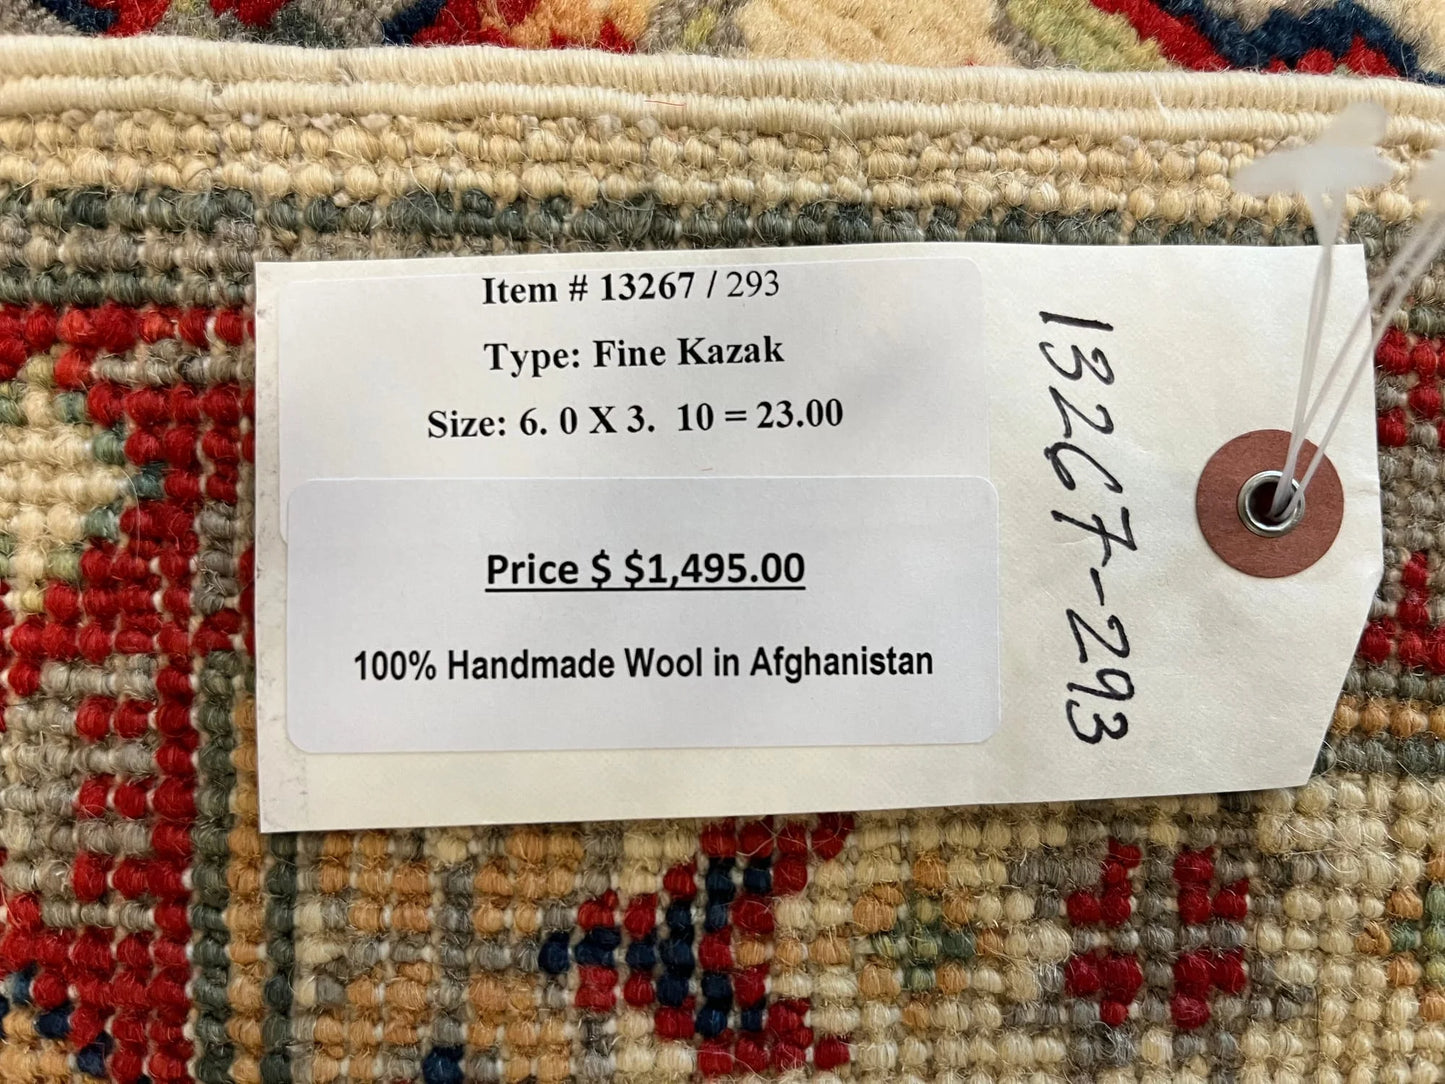 Item # 13267 / 293
Type: Fine Kazak
Size: 6. 0 X 3.  10 = 23.00
Price $ $1,495.00
100% Handmade Wool in Afghanistan
13267-293